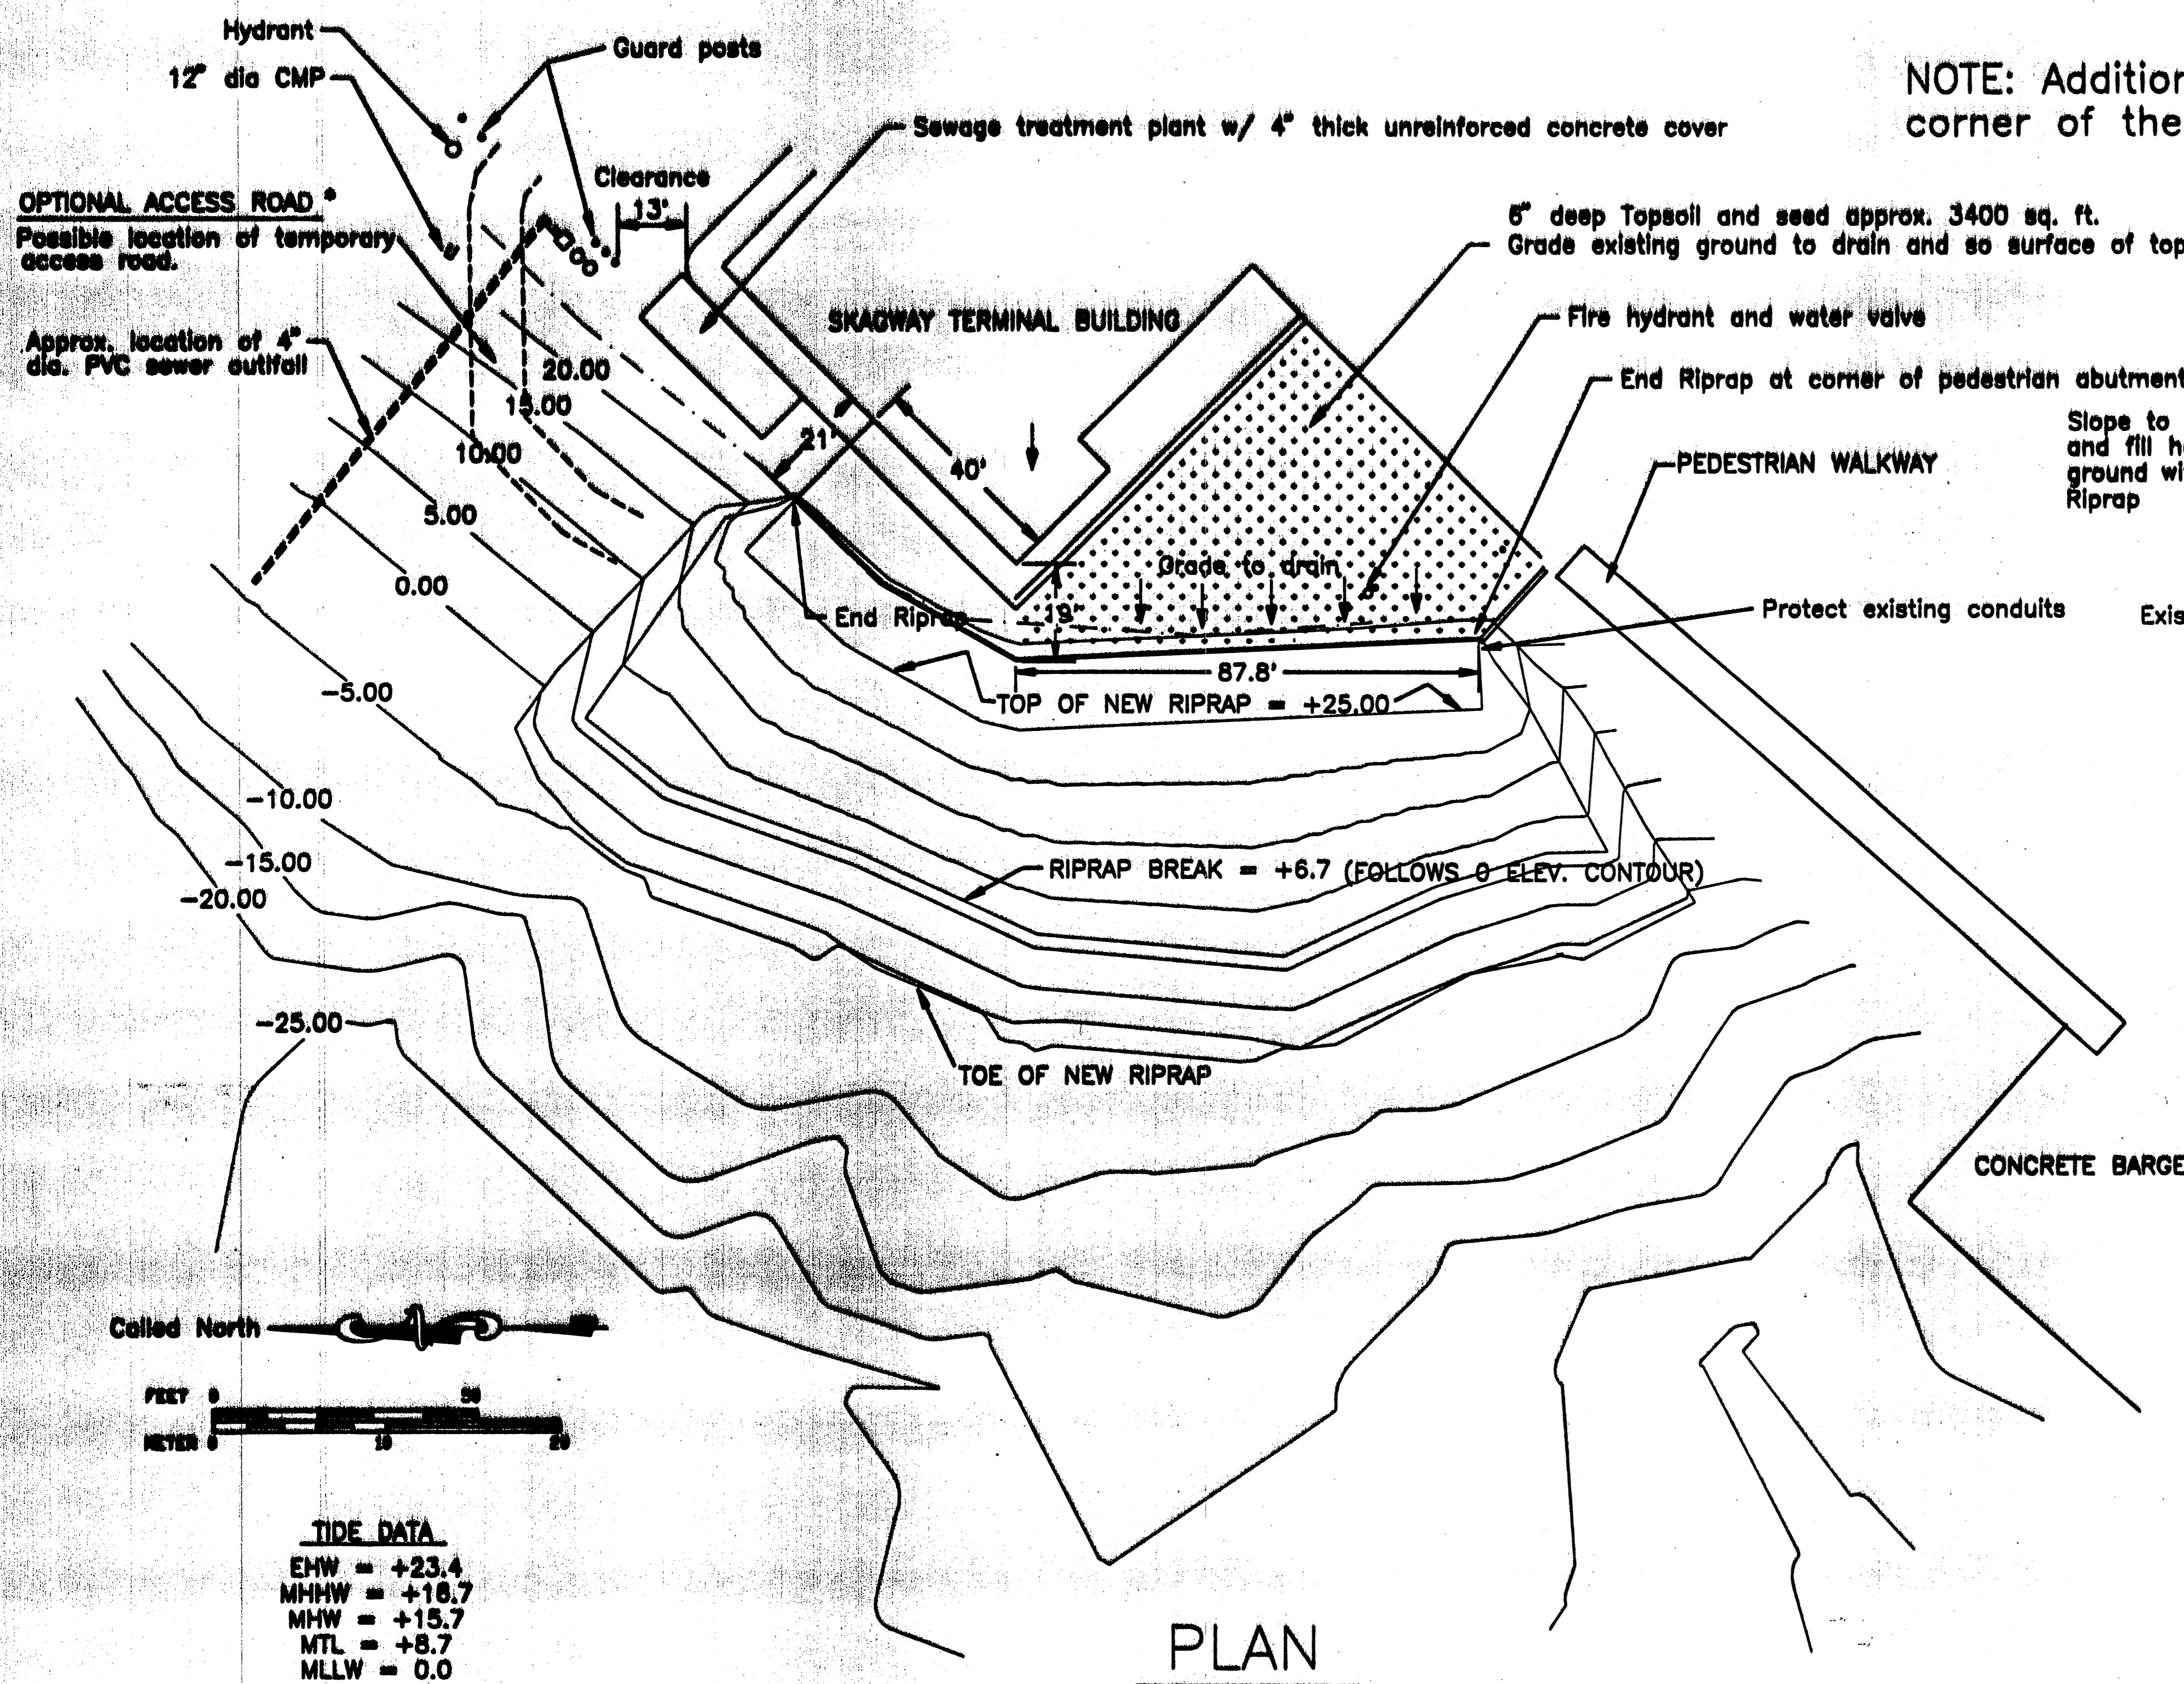 Hydrant
12" dia CMP
Guard posts
NOTE: Addition
corner of the
Sewage treatment plant w/ 4" thick unreinforced concrete cover
Clearance
13'
OPTIONAL ACCESS ROAD *
Possible location of temporary
access road.
6" deep Topsoil and seed approx. 3400 sq. ft.
Grade existing ground to drain and so surface of top
SKAGWAY TERMINAL BUILDING
Fire hydrant and water valve
Approx. location of 4"
dia. PVC sewer outlfall
End Riprap at corner of pedestrian abutment
20.00
15.00
10.00
5.00
0.00
21'
40'
Slope to
and fill h
ground wi
Riprap
PEDESTRIAN WALKWAY
Grade to drain
End Riprap
19'
Protect existing conduits
Exis
87.8'
TOP OF NEW RIPRAP = +25.00
-5.00
-10.00
-15.00
-20.00
-25.00
RIPRAP BREAK = +6.7 (FOLLOWS 0 ELEV. CONTOUR)
TOE OF NEW RIPRAP
CONCRETE BARGE
Called North
FEET 0 50
METER 0 10 20
TIDE DATA
EHW = +23.4
MHHW = +16.7
MHW = +15.7
MTL = +8.7
MLLW = 0.0
PLAN